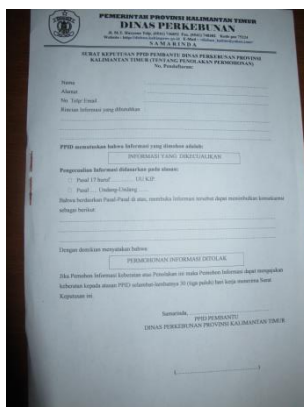 PEMERINTAH PROVINSI KALIMANTAN TIMUR
DINAS PERKEBUNAN
SAMARINDA
SURAT KEPUTUSAN PPID PEMBANTU DINAS PERKEBUNAN PROVINSI
KALIMANTAN TIMUR (TENTANG PENOLAKAN PERMOHONAN)
No. Pendaftaran:
Nama
Alamat
No. Telp/ Email
Rincian Informasi yang dibutuhkan
PPID memutuskan bahwa Informasi yang dimohon adalah:
INFORMASI YANG DIKECUALIKAN
Pengecualian Informasi didasarkan pada alasan:
Pasal 17 huruf ............ UU KIP
Pasal .... Undang-Undang ......
Bahwa berdasarkan Pasal-Pasal di atas, membuka Informasi tersebut dapat menimbulkan konsekuensi
sebagai berikut:
Dengan demikian menyatakan bahwa:
PERMOHONAN INFORMASI DITOLAK
Jika Pemohon Informasi keberatan atas Penolakan ini maka Pemohon Informasi dapat mengajukan
keberatan kepada atasan PPID selambat-lambatnya 30 (tiga puluh) hari kerja menerima Surat
Keputusan ini.
Samarinda, ..............
PPID PEMBANTU
DINAS PERKEBUNAN PROVINSI KALIMANTAN TIMUR